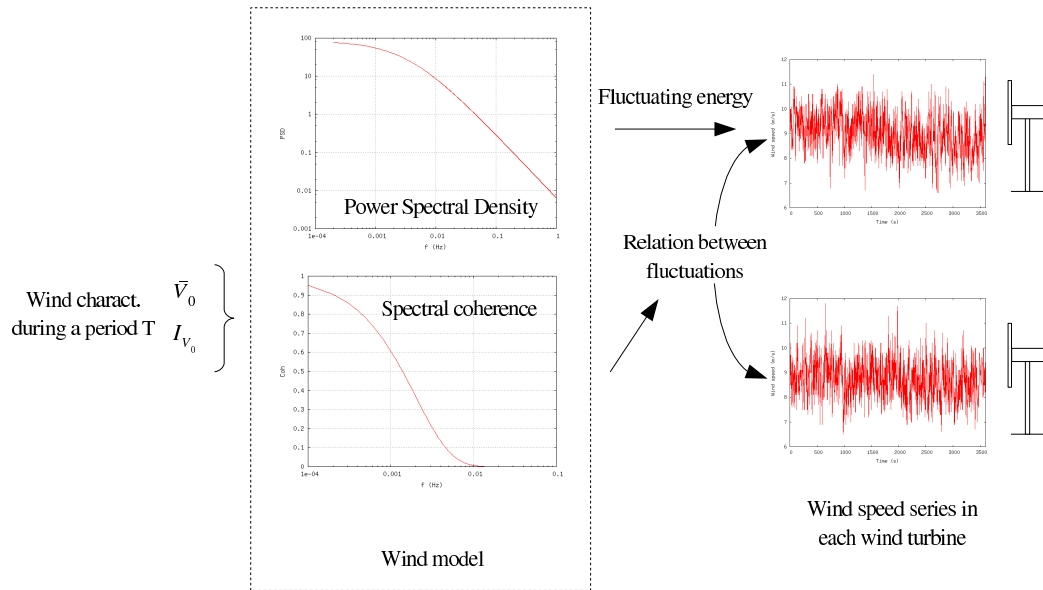 Wind charact.
during a period T
V̄0
IV0
100
10
1
0.1
0.01
0.001
PSD
1e-04 0.001 0.01 0.1 1
f (Hz)
Power Spectral Density
1
0.9
0.8
0.7
0.6
0.5
0.4
0.3
0.2
0.1
0
Coh
1e-04 0.001 0.01 0.1
f (Hz)
Spectral coherence
Wind model
Fluctuating energy
Relation between
fluctuations
12
11
10
9
8
7
6
Wind speed (m/s)
0 500 1000 1500 2000 2500 3000 3500
Time (s)
12
11
10
9
8
7
6
Wind speed (m/s)
0 500 1000 1500 2000 2500 3000 3500
Time (s)
Wind speed series in
each wind turbine